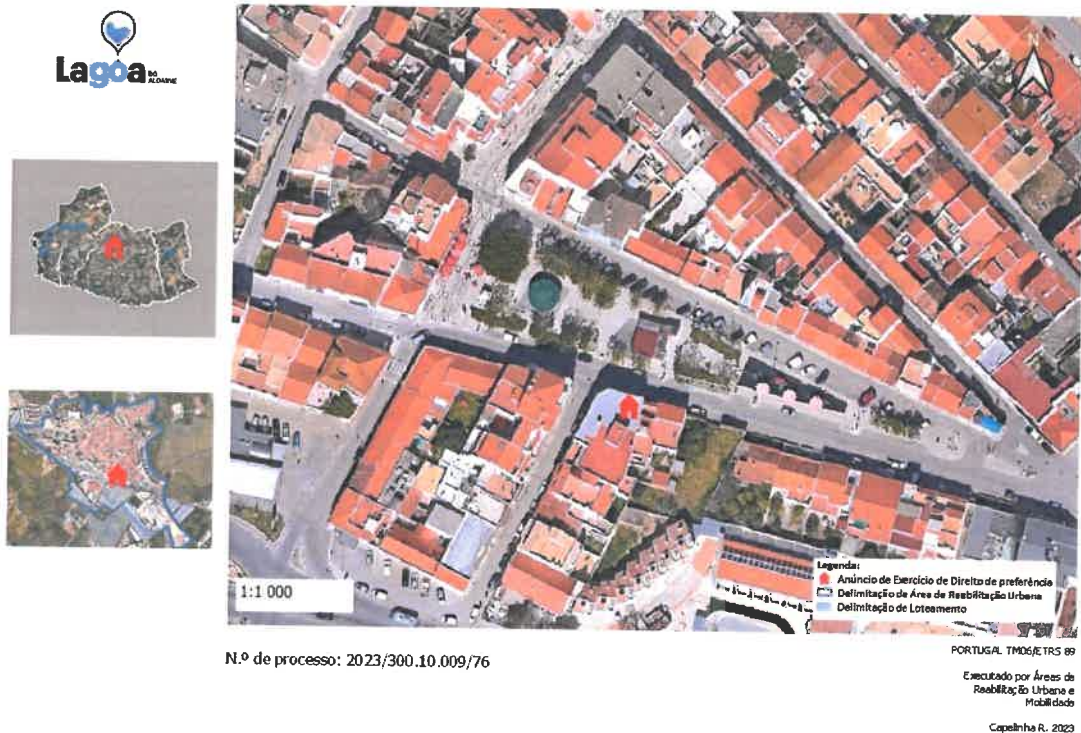 Lagoa
DO
ALGARVE
1:1 000
Legenda:
Anúncio de Exercício de Direito de preferência
Delimitação de Área de Reabilitação Urbana
Delimitação de Loteamento
N.º de processo: 2023/300.10.009/76
PORTUGAL TM06/ETRS 89
Executado por Áreas de
Reabilitação Urbana e
Mobilidade
Capelinha R. 2023